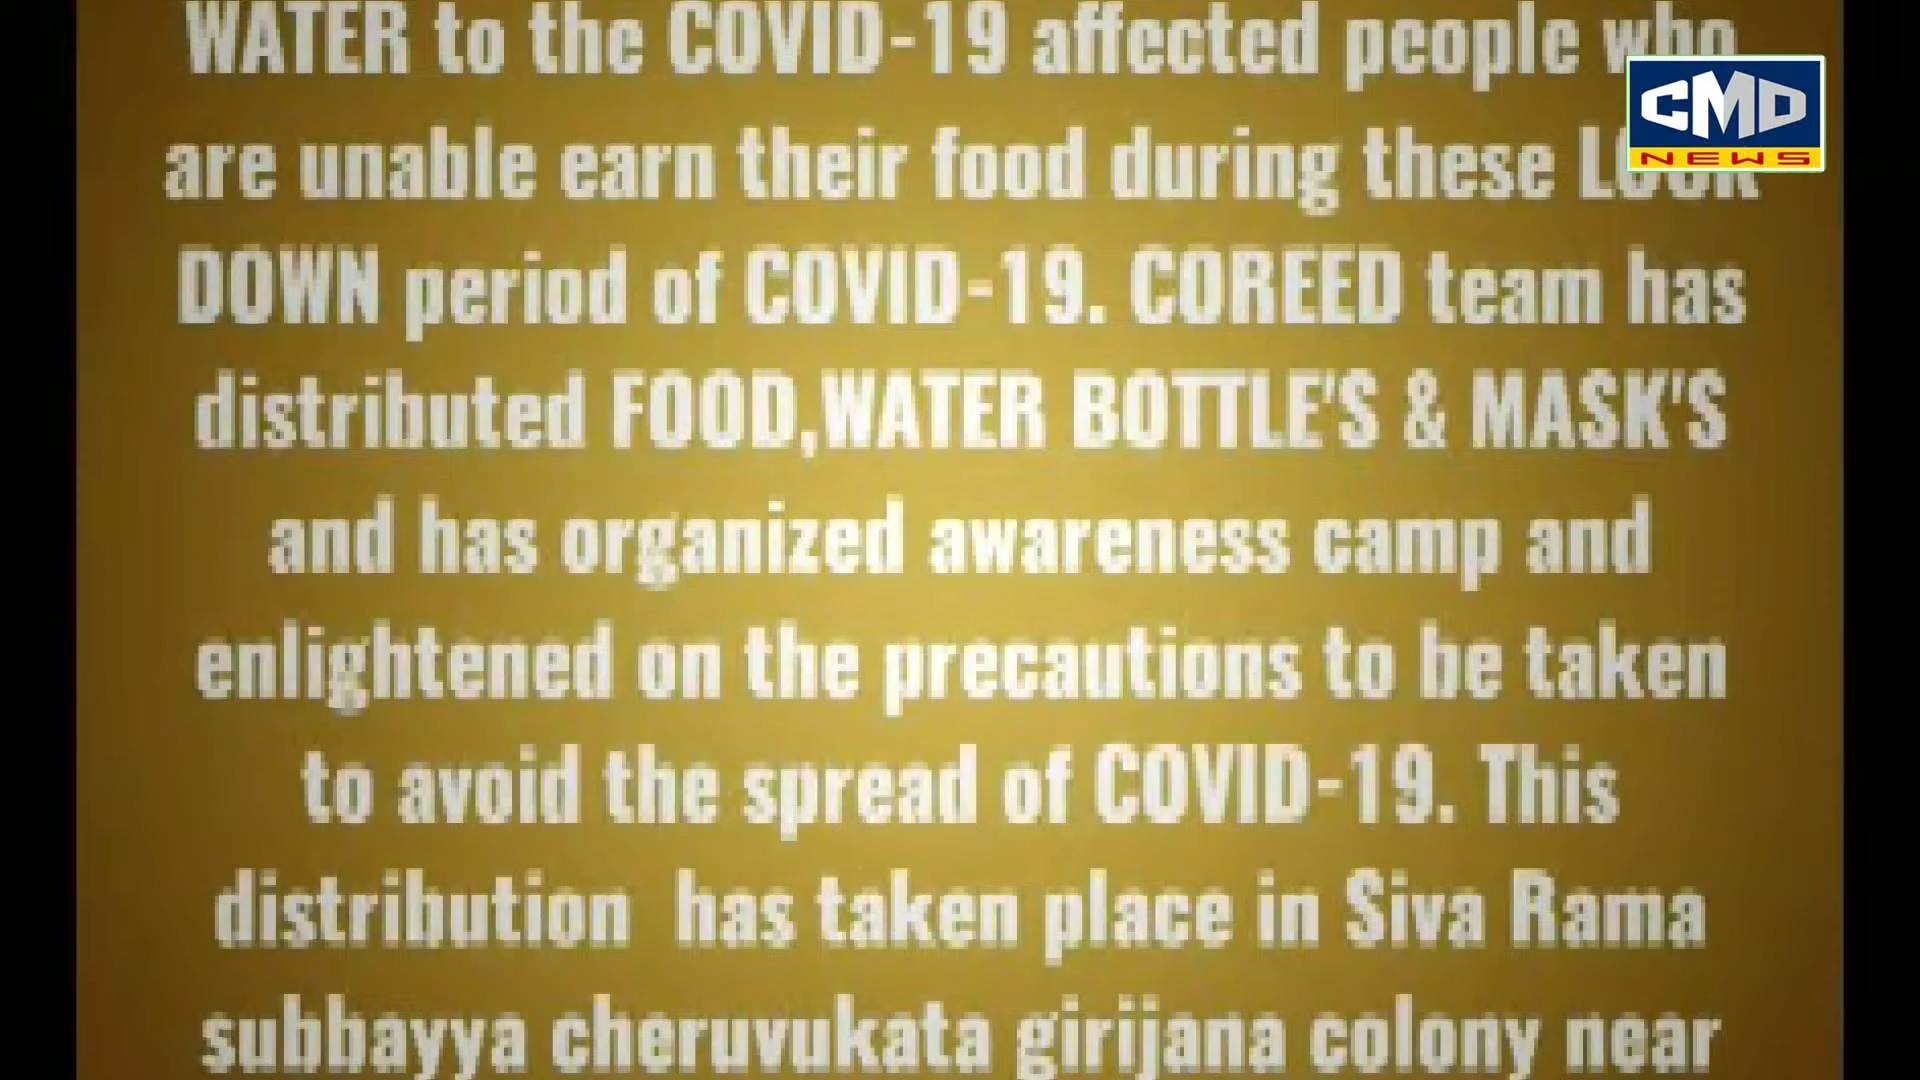 WATER to the COVID-19 affected people who
are unable earn their food during these LOCK
DOWN period of COVID-19. COREED team has
distributed FOOD,WATER BOTTLE'S & MASK'S
and has organized awareness camp and
enlightened on the precautions to be taken
to avoid the spread of COVID-19. This
distribution has taken place in Siva Rama
subbayya cheruvukata girijana colony near
CMD
NEWS